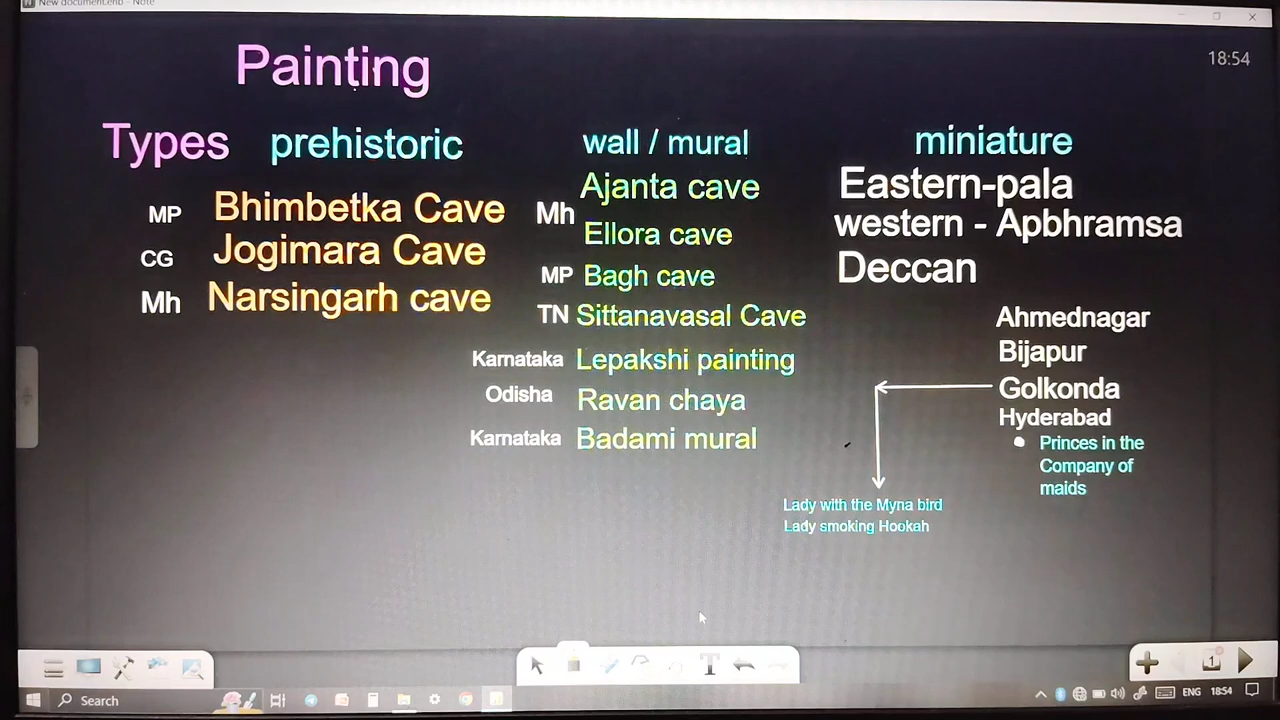 New document.enb - Note
18:54
Painting
Types
prehistoric
MP Bhimbetka Cave
CG Jogimara Cave
Mh Narsingarh cave
wall / mural
Mh Ajanta cave
Ellora cave
MP Bagh cave
TN Sittanavasal Cave
Karnataka Lepakshi painting
Odisha Ravan chaya
Karnataka Badami mural
miniature
Eastern-pala
western - Apbhramsa
Deccan
Ahmednagar
Bijapur
Golkonda
Hyderabad
Princes in the
Company of
maids
Lady with the Myna bird
Lady smoking Hookah
T
1
Search
ENG
18:54